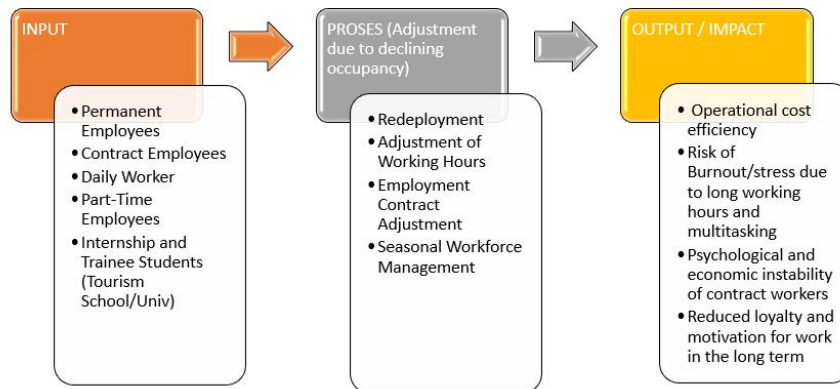 INPUT
• Permanent
Employees
• Contract Employees
• Daily Worker
• Part-Time
Employees
• Internship and
Trainee Students
(Tourism
School/Univ)
PROSES (Adjustment
due to declining
occupancy)
• Redeployment
• Adjustment of
Working Hours
• Employment
Contract
Adjustment
• Seasonal Workforce
Management
OUTPUT / IMPACT
• Operational cost
efficiency
• Risk of
Burnout/stress due
to long working
hours and
multitasking
• Psychological and
economic instability
of contract workers
• Reduced loyalty and
motivation for work
in the long term